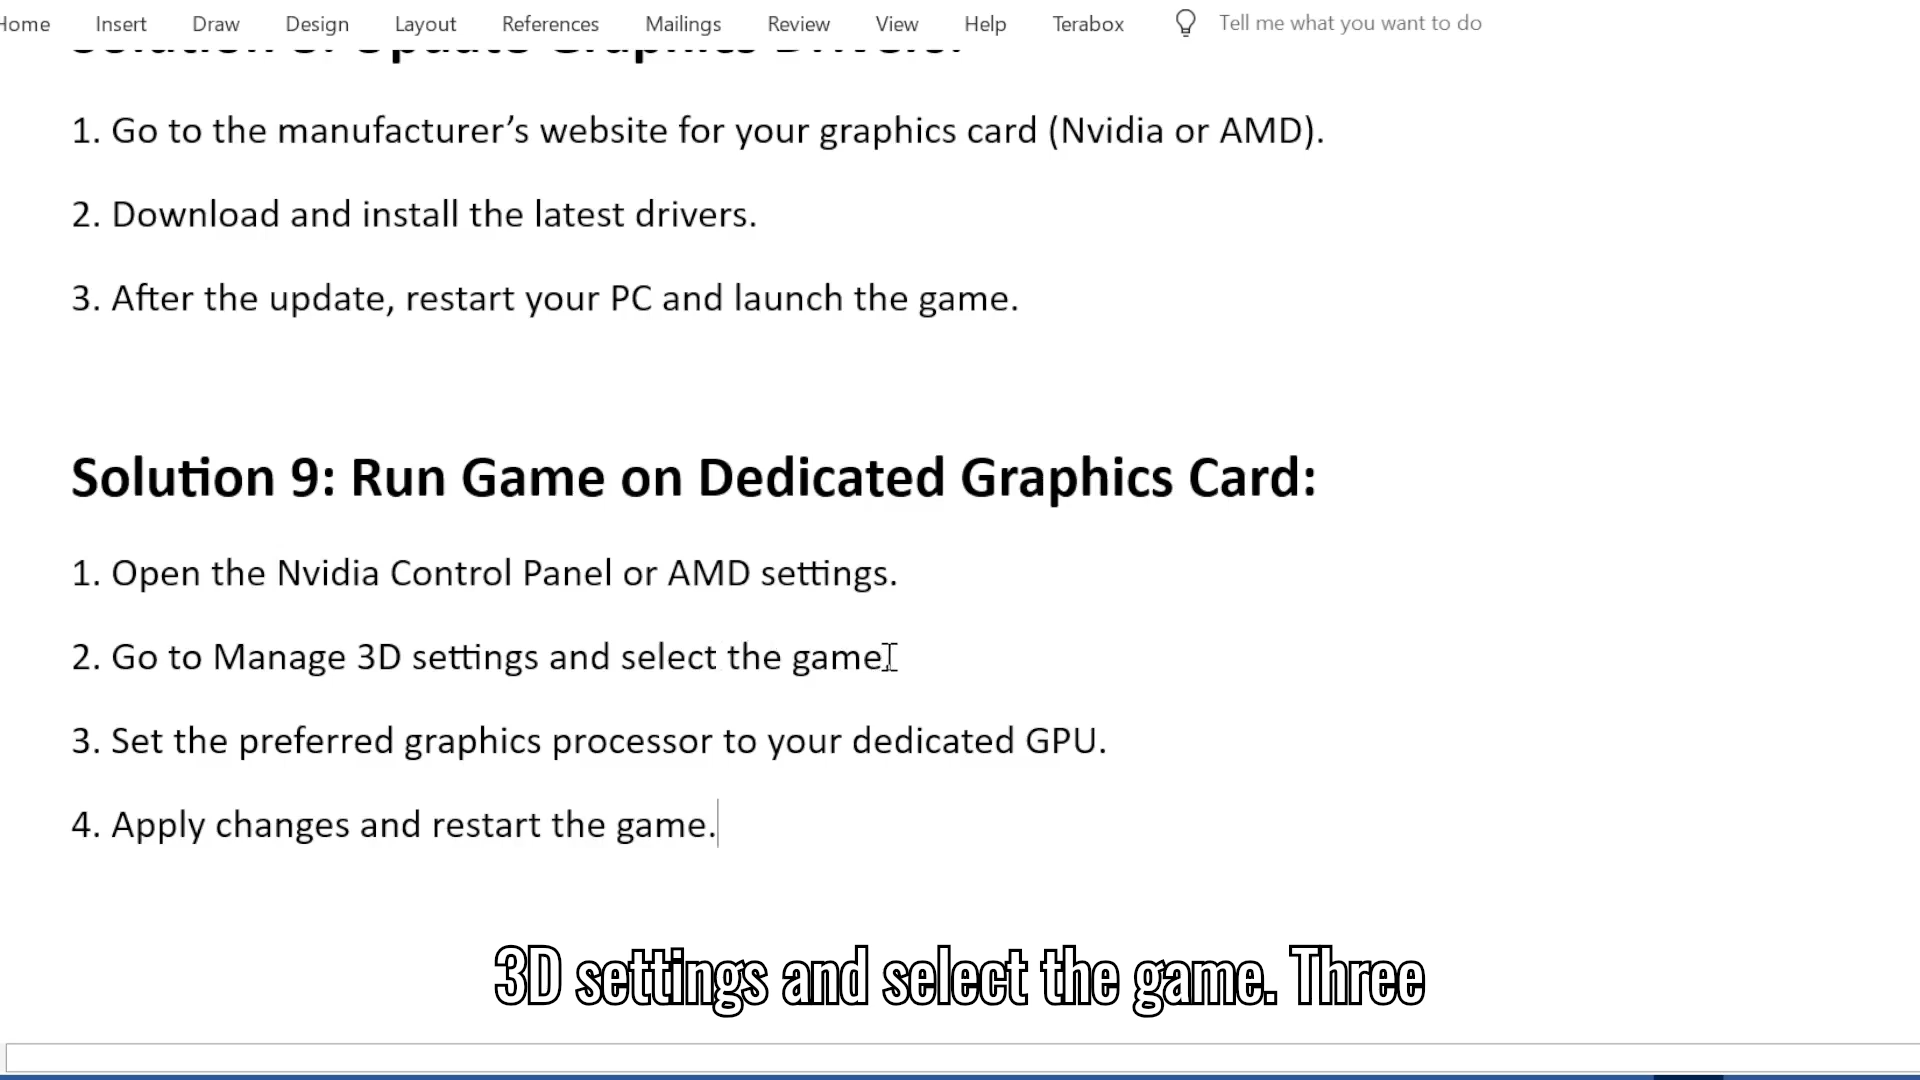 Home Insert Draw Design Layout References Mailings Review View Help Terabox Tell me what you want to do
Update Graphics Drivers:
1. Go to the manufacturer’s website for your graphics card (Nvidia or AMD).
2. Download and install the latest drivers.
3. After the update, restart your PC and launch the game.
Solution 9: Run Game on Dedicated Graphics Card:
1. Open the Nvidia Control Panel or AMD settings.
2. Go to Manage 3D settings and select the game.
3. Set the preferred graphics processor to your dedicated GPU.
4. Apply changes and restart the game.
3D settings and select the game. Three